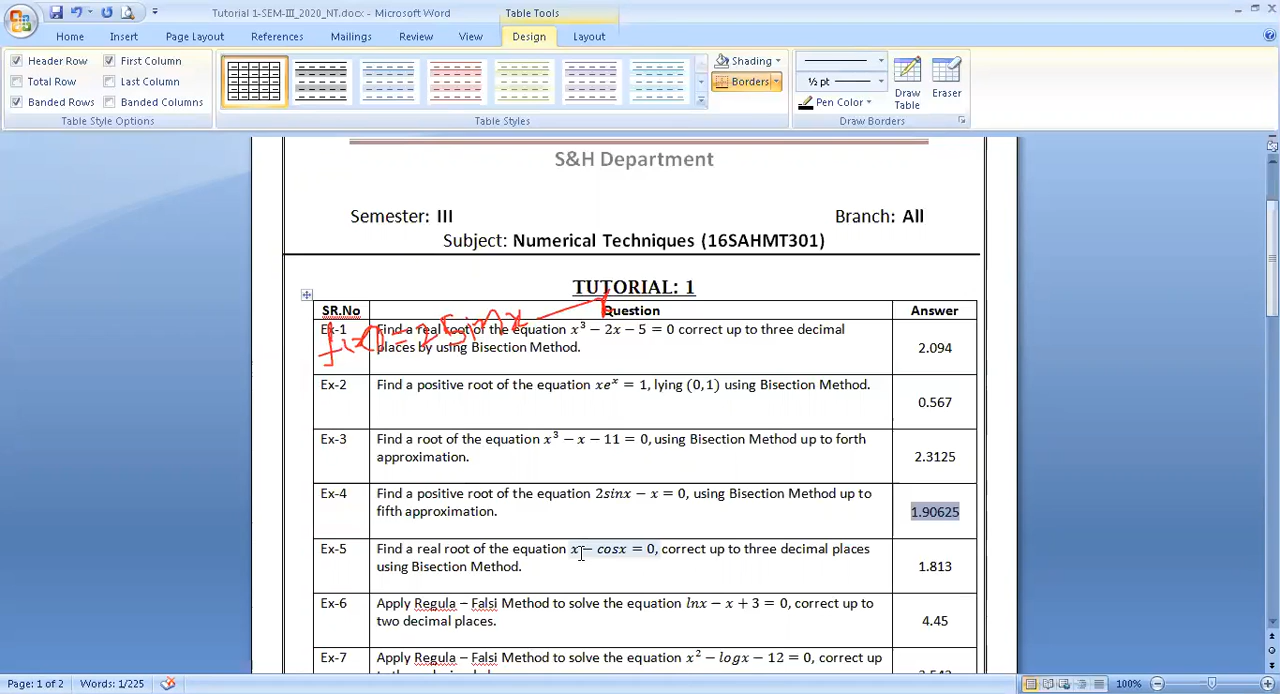 Tutorial 1-SEM-III_2020_NT.docx - Microsoft Word
Table Tools
Home Insert Page Layout References Mailings Review View Design Layout
Header Row First Column
Total Row Last Column
Banded Rows Banded Columns
Table Style Options
Table Styles
Shading
Borders
½ pt
Pen Color
Draw Table
Eraser
Draw Borders
S&H Department
Semester: III Branch: All
Subject: Numerical Techniques (16SAHMT301)
TUTORIAL: 1
SR.No Question Answer
f(x) = 2 sinx - x
Ex-1 Find a real root of the equation x³ − 2x − 5 = 0 correct up to three decimal
places by using Bisection Method.
2.094
Ex-2 Find a positive root of the equation xeˣ = 1, lying (0,1) using Bisection Method.
0.567
Ex-3 Find a root of the equation x³ − x − 11 = 0, using Bisection Method up to forth
approximation.
2.3125
Ex-4 Find a positive root of the equation 2sinx − x = 0, using Bisection Method up to
fifth approximation.
1.90625
Ex-5 Find a real root of the equation x − cosx = 0, correct up to three decimal places
using Bisection Method.
1.813
Ex-6 Apply Regula – Falsi Method to solve the equation lnx − x + 3 = 0, correct up to
two decimal places.
4.45
Ex-7 Apply Regula – Falsi Method to solve the equation x² − logx − 12 = 0, correct up
Page: 1 of 2 Words: 1/225 100%